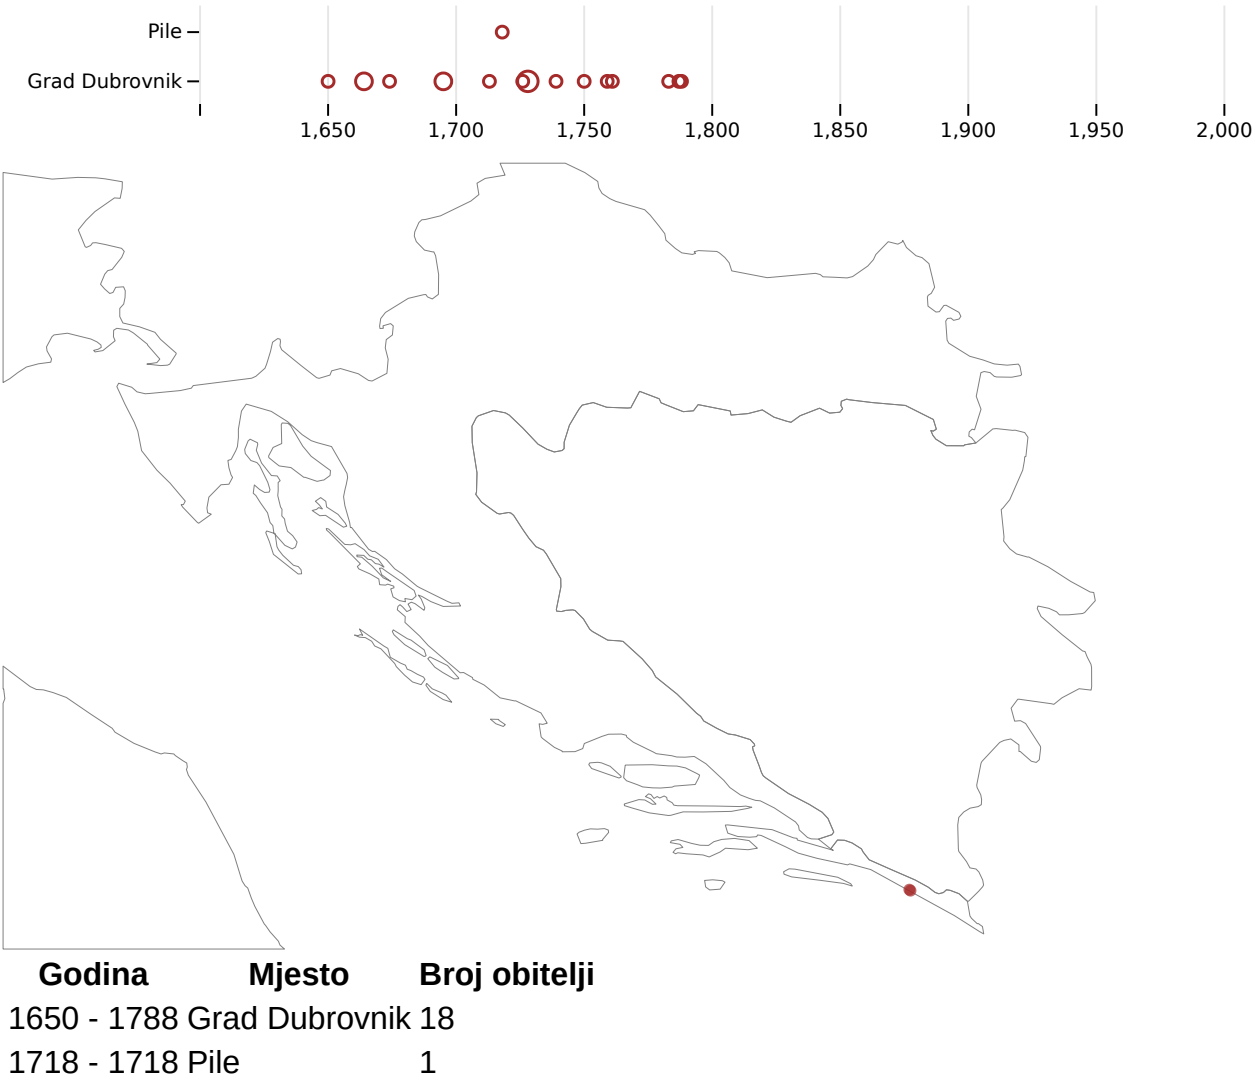 Pile
Grad Dubrovnik
1,650 1,700 1,750 1,800 1,850 1,900 1,950 2,000
Godina Mjesto Broj obitelji
1650 - 1788 Grad Dubrovnik 18
1718 - 1718 Pile 1